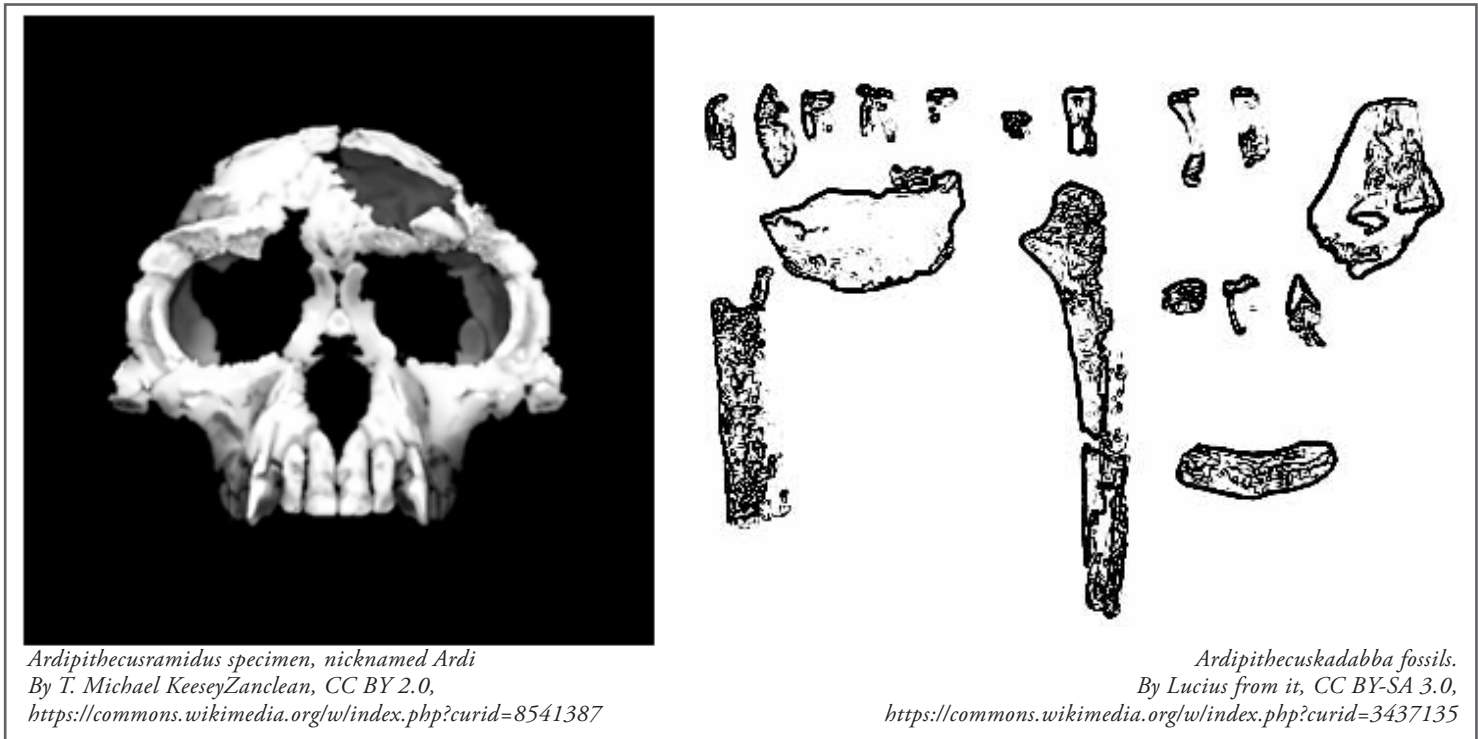 Ardipithecusramidus specimen, nicknamed Ardi
By T. Michael KeeseyZanclean, CC BY 2.0,
https://commons.wikimedia.org/w/index.php?curid=8541387
Ardipithecuskadabba fossils.
By Lucius from it, CC BY-SA 3.0,
https://commons.wikimedia.org/w/index.php?curid=3437135